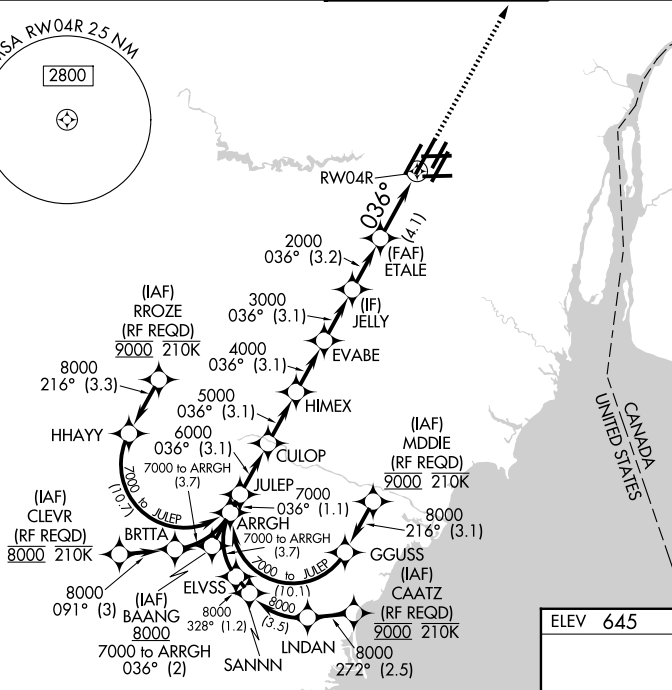 MSA RW04R 25 NM
2800
RW04R
036°
(4.1)
(FAF)
ETALE
2000
036° (3.2)
(IF)
JELLY
3000
036° (3.1)
EVABE
4000
036° (3.1)
HIMEX
5000
036° (3.1)
CULOP
6000
036° (3.1)
JULEP
7000
036° (1.1)
ARRGH
(IAF)
RROZE
(RF REQD)
9000 210K
8000
216° (3.3)
HHAYY
7000 to JULEP
(10.7)
7000 to ARRGH
(3.7)
(IAF)
CLEVR
(RF REQD)
8000 210K
BRTTA
8000
091° (3)
(IAF)
BAANG
8000
7000 to ARRGH
036° (2)
7000 to ARRGH
(3.7)
ELVSS
8000
328° (1.2)
SANNN
8000
(3.5)
LNDAN
(IAF)
CAATZ
(RF REQD)
9000 210K
8000
272° (2.5)
(IAF)
MDDIE
(RF REQD)
9000 210K
8000
216° (3.1)
GGUSS
7000 to JULEP
(10.1)
CANADA
UNITED STATES
ELEV 645